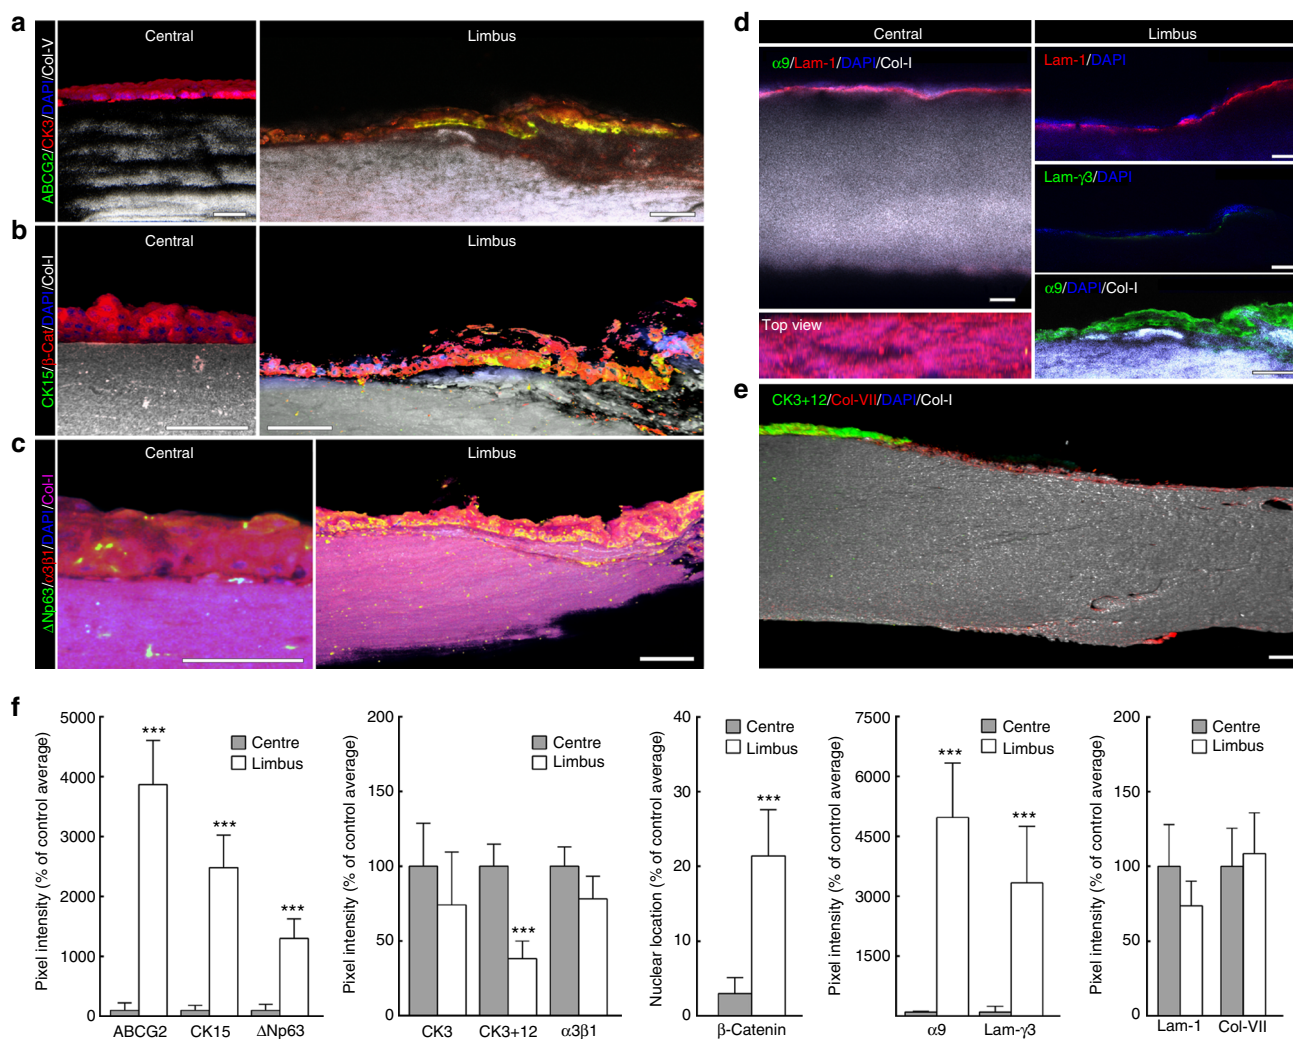 a
Central
Limbus
ABCG2/CK3/DAPI/Col-V
b
Central
Limbus
CK15/β-Cat/DAPI/Col-I
c
Central
Limbus
ΔNp63/α3β1/DAPI/Col-I
d
Central
Limbus
α9/Lam-1/DAPI/Col-I
Lam-1/DAPI
Lam-γ3/DAPI
Top view
α9/DAPI/Col-I
e
CK3+12/Col-VII/DAPI/Col-I
f
Pixel intensity (% of control average)
5000
4000
3000
2000
1000
0
***
***
***
Centre
Limbus
ABCG2
CK15
ΔNp63
Pixel intensity (% of control average)
200
150
100
50
0
***
Centre
Limbus
CK3
CK3+12
α3β1
Nuclear location (% of control average)
40
30
20
10
0
***
Centre
Limbus
β-Catenin
Pixel intensity (% of control average)
7500
6000
4500
3000
1500
***
***
Centre
Limbus
α9
Lam-γ3
Pixel intensity (% of control average)
200
150
100
50
0
Centre
Limbus
Lam-1
Col-VII